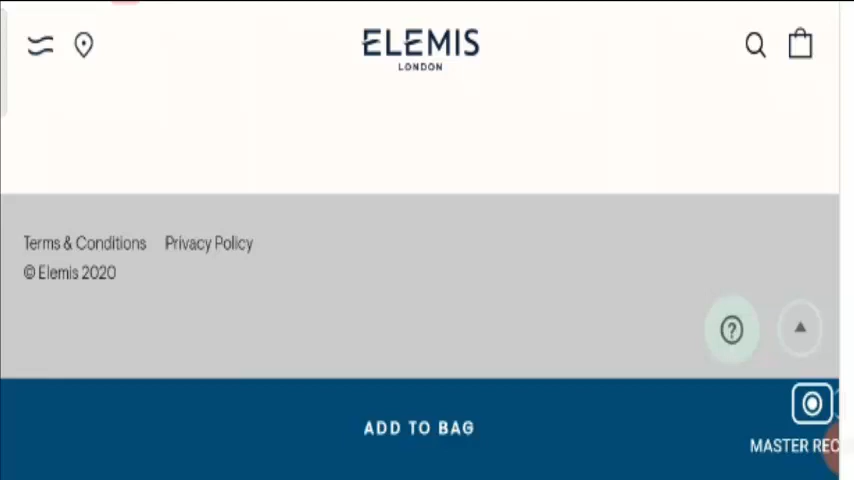 ELEMIS
LONDON
Terms & Conditions Privacy Policy
© Elemis 2020
ADD TO BAG
MASTER REC